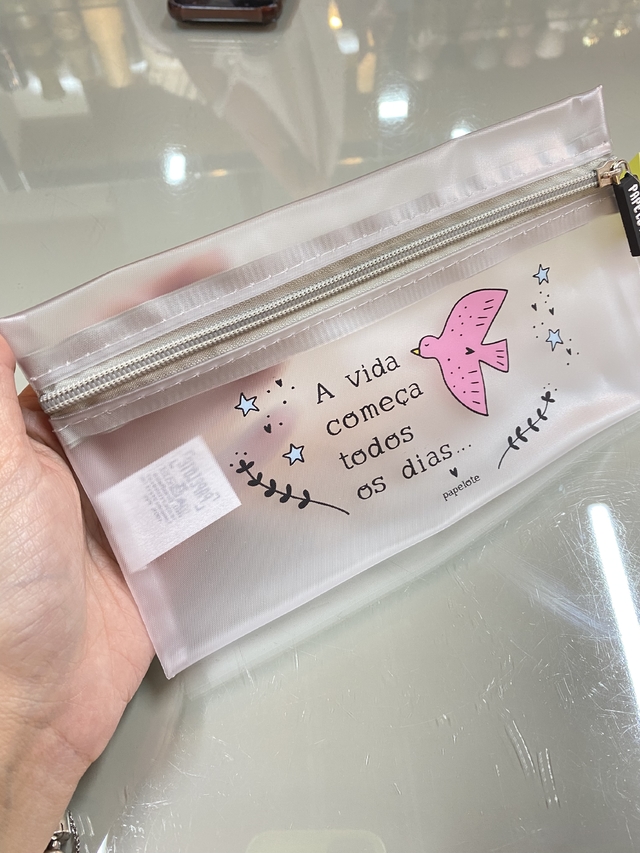 A vida
começa
todos
os dias...
papelote